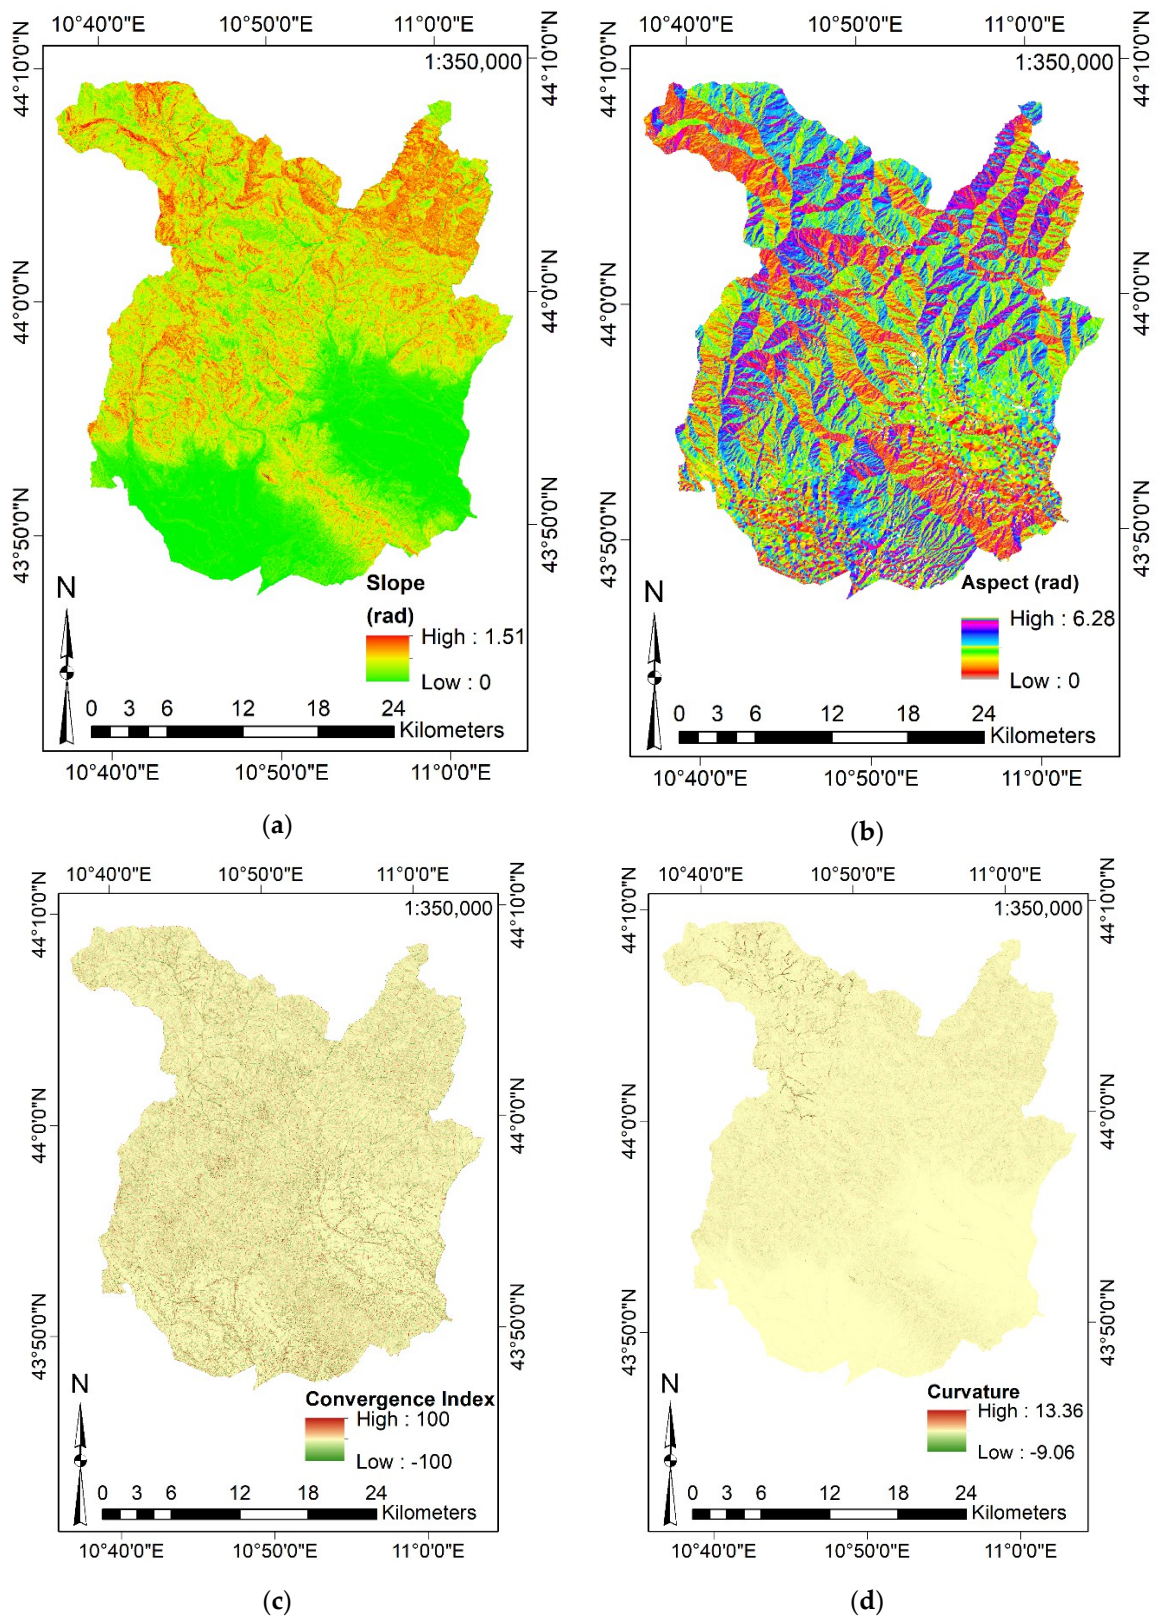 10°40'0"E 10°50'0"E 11°0'0"E
1:350,000
44°10'0"N 44°10'0"N
44°0'0"N 44°0'0"N
43°50'0"N 43°50'0"N
N
Slope
(rad)
High : 1.51
Low : 0
0 3 6 12 18 24
Kilometers
10°40'0"E 10°50'0"E 11°0'0"E
(a)
10°40'0"E 10°50'0"E 11°0'0"E
1:350,000
44°10'0"N 44°10'0"N
44°0'0"N 44°0'0"N
43°50'0"N 43°50'0"N
N
Aspect (rad)
High : 6.28
Low : 0
0 3 6 12 18 24
Kilometers
10°40'0"E 10°50'0"E 11°0'0"E
(b)
10°40'0"E 10°50'0"E 11°0'0"E
1:350,000
44°10'0"N 44°10'0"N
44°0'0"N 44°0'0"N
43°50'0"N 43°50'0"N
N
Convergence Index
High : 100
Low : -100
0 3 6 12 18 24
Kilometers
10°40'0"E 10°50'0"E 11°0'0"E
(c)
10°40'0"E 10°50'0"E 11°0'0"E
1:350,000
44°10'0"N 44°10'0"N
44°0'0"N 44°0'0"N
43°50'0"N 43°50'0"N
N
Curvature
High : 13.36
Low : -9.06
0 3 6 12 18 24
Kilometers
10°40'0"E 10°50'0"E 11°0'0"E
(d)